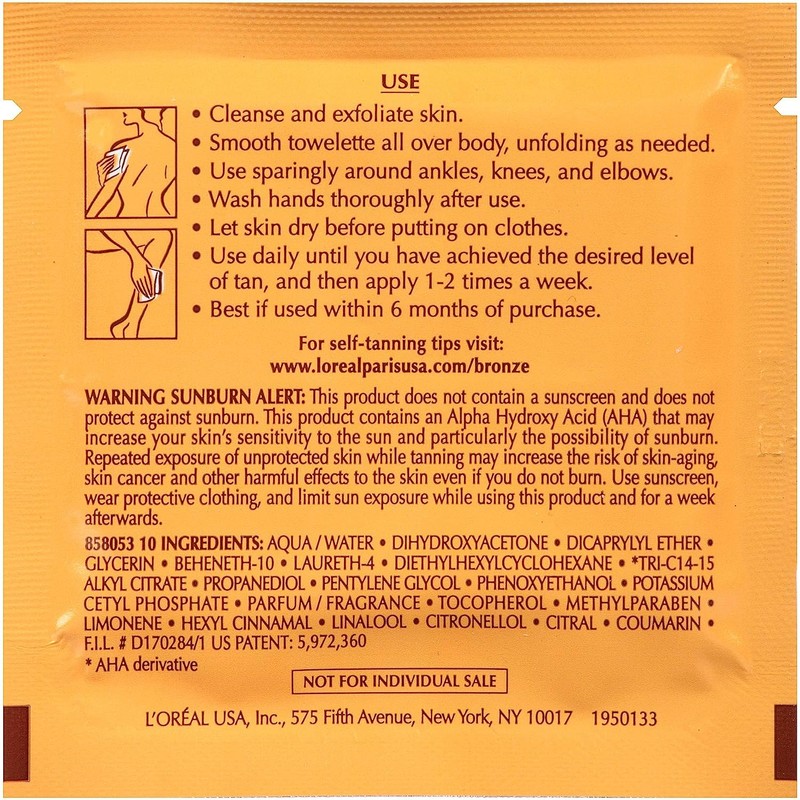 USE
• Cleanse and exfoliate skin.
• Smooth towelette all over body, unfolding as needed.
• Use sparingly around ankles, knees, and elbows.
• Wash hands thoroughly after use.
• Let skin dry before putting on clothes.
• Use daily until you have achieved the desired level
of tan, and then apply 1-2 times a week.
• Best if used within 6 months of purchase.
For self-tanning tips visit:
www.lorealparisusa.com/bronze
WARNING SUNBURN ALERT: This product does not contain a sunscreen and does not
protect against sunburn. This product contains an Alpha Hydroxy Acid (AHA) that may
increase your skin's sensitivity to the sun and particularly the possibility of sunburn.
Repeated exposure of unprotected skin while tanning may increase the risk of skin-aging,
skin cancer and other harmful effects to the skin even if you do not burn. Use sunscreen,
wear protective clothing, and limit sun exposure while using this product and for a week
afterwards.
858053 10 INGREDIENTS: AQUA / WATER • DIHYDROXYACETONE • DICAPRYLYL ETHER •
GLYCERIN • BEHENETH-10 • LAURETH-4 • DIETHYLHEXYLCYCLOHEXANE • *TRI-C14-15
ALKYL CITRATE • PROPANEDIOL • PENTYLENE GLYCOL • PHENOXYETHANOL • POTASSIUM
CETYL PHOSPHATE • PARFUM / FRAGRANCE • TOCOPHEROL • METHYLPARABEN •
LIMONENE • HEXYL CINNAMAL • LINALOOL • CITRONELLOL • CITRAL • COUMARIN •
F.I.L. # D170284/1 US PATENT: 5,972,360
* AHA derivative
NOT FOR INDIVIDUAL SALE
L'ORÉAL USA, Inc., 575 Fifth Avenue, New York, NY 10017 1950133